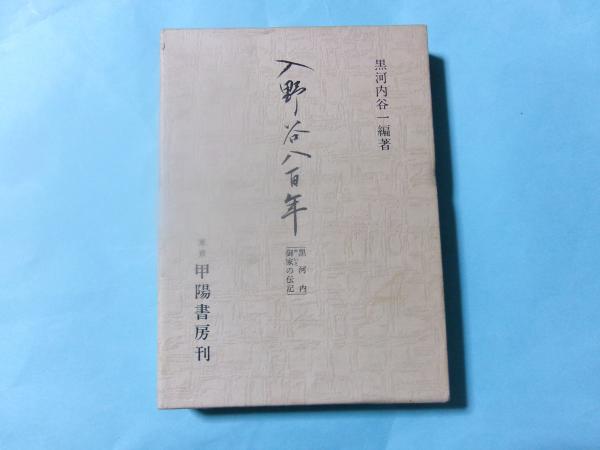 黒河内谷一編著
入野谷八百年
黒河内
御家の伝記
東京
甲陽書房刊